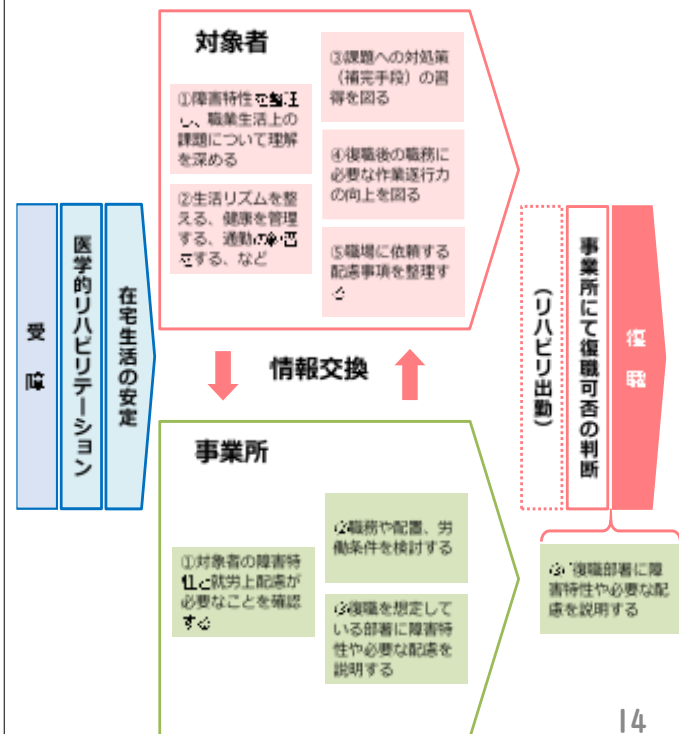 対象者
①障害特性を整理
し、職業生活上の
課題について理解
を深める
②生活リズムを整
える、健康を管理
する、通勤の練習
をする、など
③課題への対処策
（補完手段）の習
得を図る
④復職後の職務に
必要な作業遂行力
の向上を図る
⑤職場に依頼する
配慮事項を整理す
る
受障
医学的リハビリテーション
在宅生活の安定
情報交換
事業所
①対象者の障害特
性と就労上配慮が
必要なことを確認
する
②職務や配置、労
働条件を検討する
③復職を想定して
いる部署に障害特
性や必要な配慮を
説明する
（リハビリ出勤）
事業所にて復職可否の判断
復職
復職部署に障
害特性や必要な配
慮を説明する
14